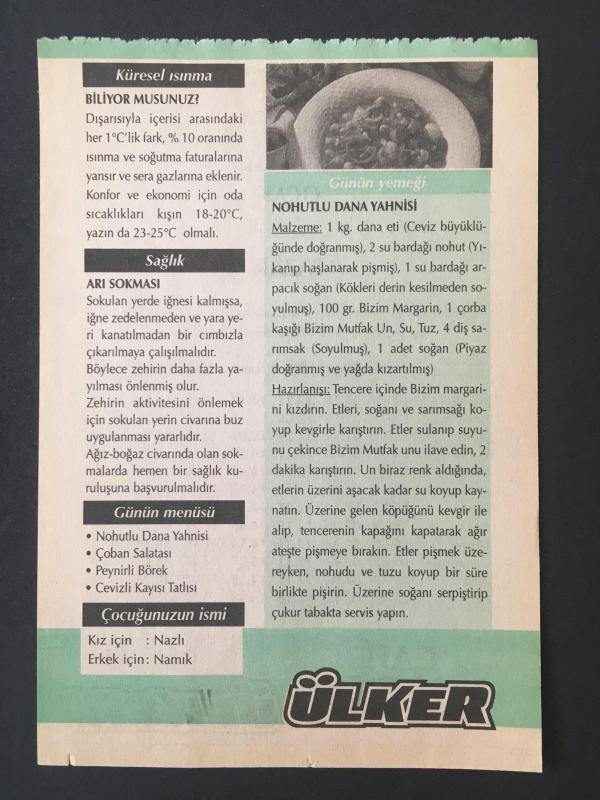 Küresel ısınma
BİLİYOR MUSUNUZ?
Dışarısıyla içerisi arasındaki
her 1°C'lik fark, % 10 oranında
ısınma ve soğutma faturalarına
yansır ve sera gazlarına eklenir.
Konfor ve ekonomi için oda
sıcaklıkları kışın 18-20°C,
yazın da 23-25°C olmalı.
Sağlık
ARI SOKMASI
Sokulan yerde iğnesi kalmışsa,
iğne zedelenmeden ve yara ye-
ri kanatılmadan bir cımbızla
çıkarılmaya çalışılmalıdır.
Böylece zehirin daha fazla ya-
yılması önlenmiş olur.
Zehirin aktivitesini önlemek
için sokulan yerin civarına buz
uygulanması yararlıdır.
Ağız-boğaz civarında olan sok-
malarda hemen bir sağlık ku-
ruluşuna başvurulmalıdır.
Günün menüsü
• Nohutlu Dana Yahnisi
• Çoban Salatası
• Peynirli Börek
• Cevizli Kayısı Tatlısı
Çocuğunuzun ismi
Kız için : Nazlı
Erkek için: Namık
Günün yemeği
NOHUTLU DANA YAHNİSİ
Malzeme: 1 kg. dana eti (Ceviz büyüklü-
ğünde doğranmış), 2 su bardağı nohut (Yı-
kanıp haşlanarak pişmiş), 1 su bardağı ar-
pacık soğan (Kökleri derin kesilmeden so-
yulmuş), 100 gr. Bizim Margarin, 1 çorba
kaşığı Bizim Mutfak Un, Su, Tuz, 4 diş sa-
rımsak (Soyulmuş), 1 adet soğan (Piyaz
doğranmış ve yağda kızartılmış)
Hazırlanışı: Tencere içinde Bizim margari-
ni kızdırın. Etleri, soğanı ve sarımsağı ko-
yup kevgirle karıştırın. Etler sulanıp suyu-
nu çekince Bizim Mutfak unu ilave edin, 2
dakika karıştırın. Un biraz renk aldığında,
etlerin üzerini aşacak kadar su koyup kay-
natın. Üzerine gelen köpüğünü kevgir ile
alıp, tencerenin kapağını kapatarak ağır
ateşte pişmeye bırakın. Etler pişmek üze-
reyken, nohudu ve tuzu koyup bir süre
birlikte pişirin. Üzerine soğanı serpiştirip
çukur tabakta servis yapın.
ÜLKER